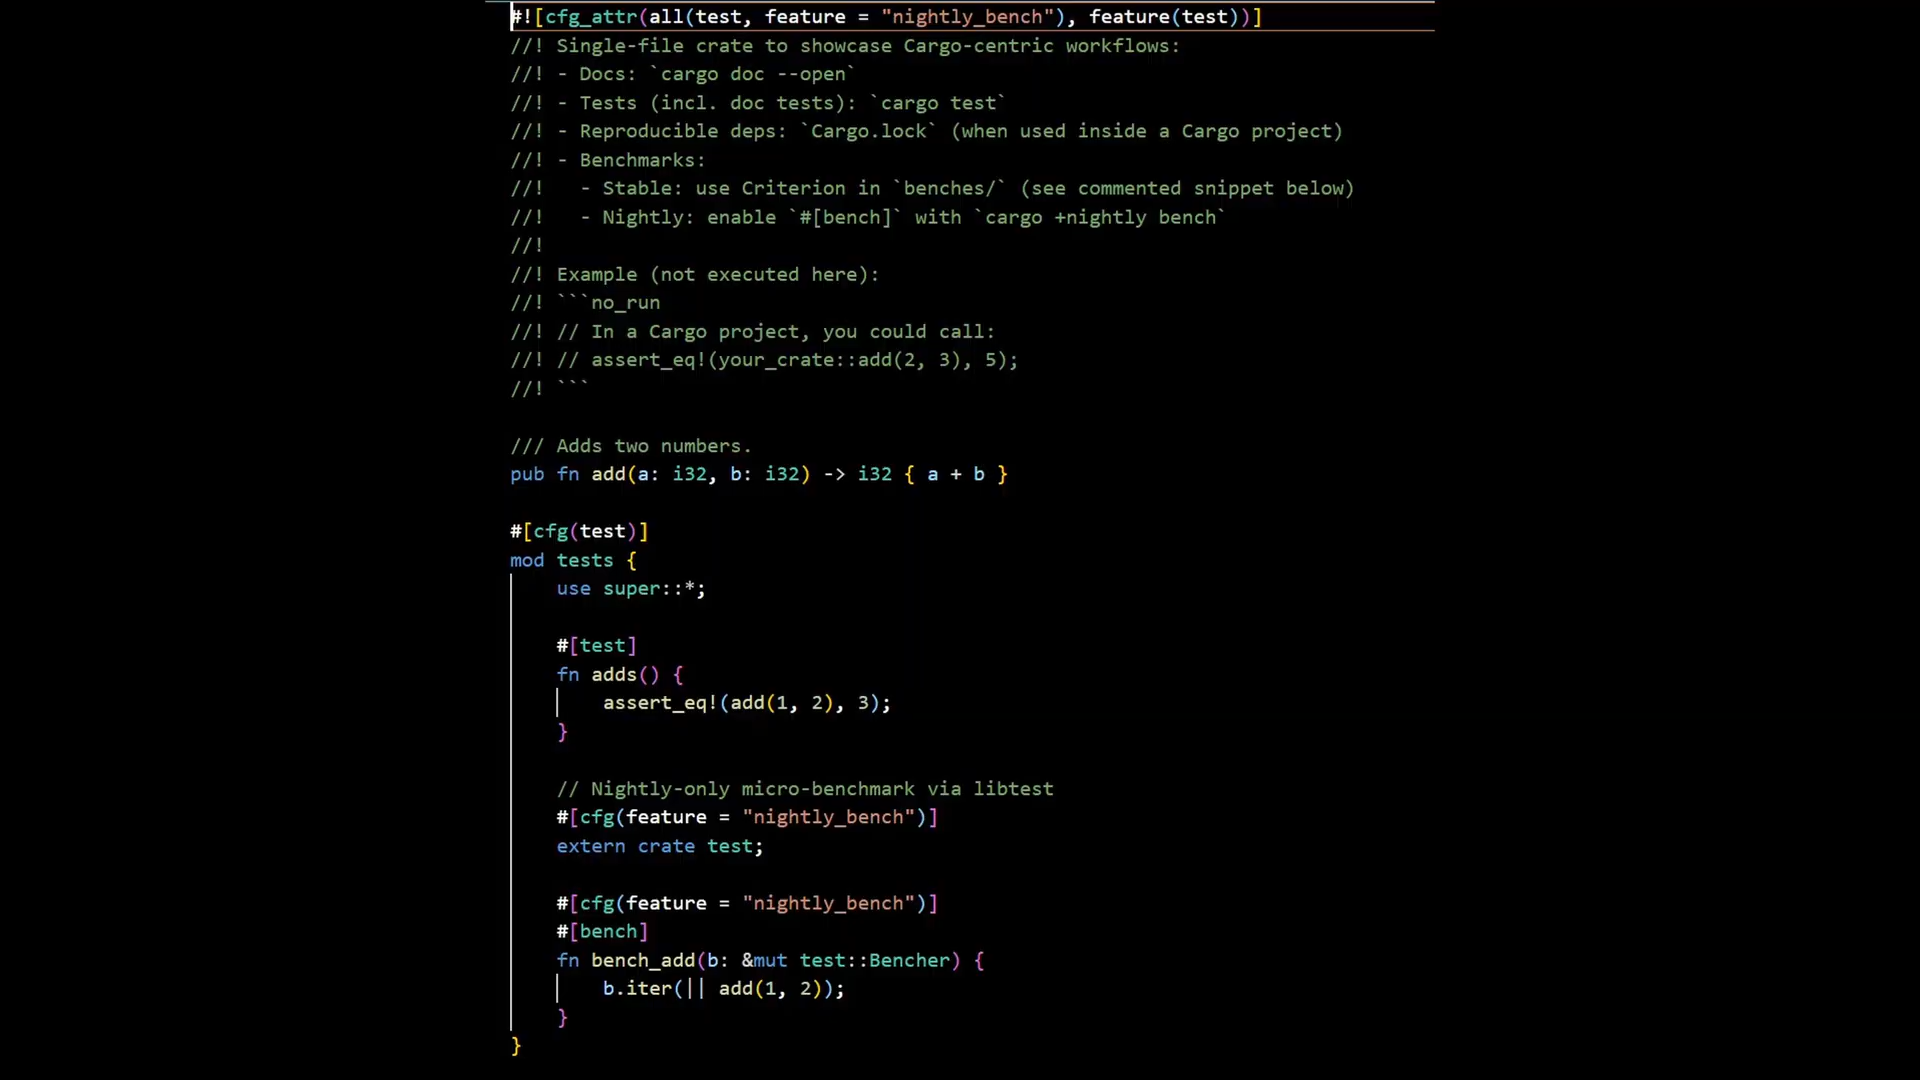 #![cfg_attr(all(test, feature = "nightly_bench"), feature(test))]
//! Single-file crate to showcase Cargo-centric workflows:
//! - Docs: `cargo doc --open`
//! - Tests (incl. doc tests): `cargo test`
//! - Reproducible deps: `Cargo.lock` (when used inside a Cargo project)
//! - Benchmarks:
//!   - Stable: use Criterion in `benches/` (see commented snippet below)
//!   - Nightly: enable `#[bench]` with `cargo +nightly bench`
//!
//! Example (not executed here):
//! ```no_run
//! // In a Cargo project, you could call:
//! // assert_eq!(your_crate::add(2, 3), 5);
//! ```

/// Adds two numbers.
pub fn add(a: i32, b: i32) -> i32 { a + b }

#[cfg(test)]
mod tests {
    use super::*;

    #[test]
    fn adds() {
        assert_eq!(add(1, 2), 3);
    }

    // Nightly-only micro-benchmark via libtest
    #[cfg(feature = "nightly_bench")]
    extern crate test;

    #[cfg(feature = "nightly_bench")]
    #[bench]
    fn bench_add(b: &mut test::Bencher) {
        b.iter(|| add(1, 2));
    }
}